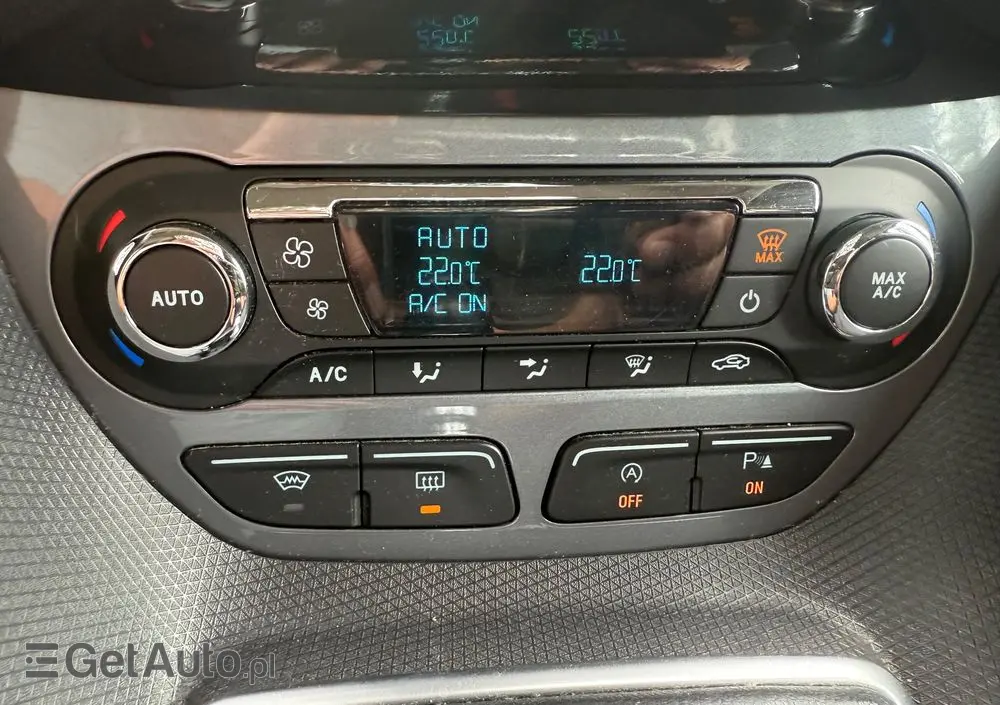 AUTO
AUTO
22.0°C 22.0°C
A/C ON
MAX
MAX
A/C
A/C
A
OFF
P
ON
GetAuto.pl